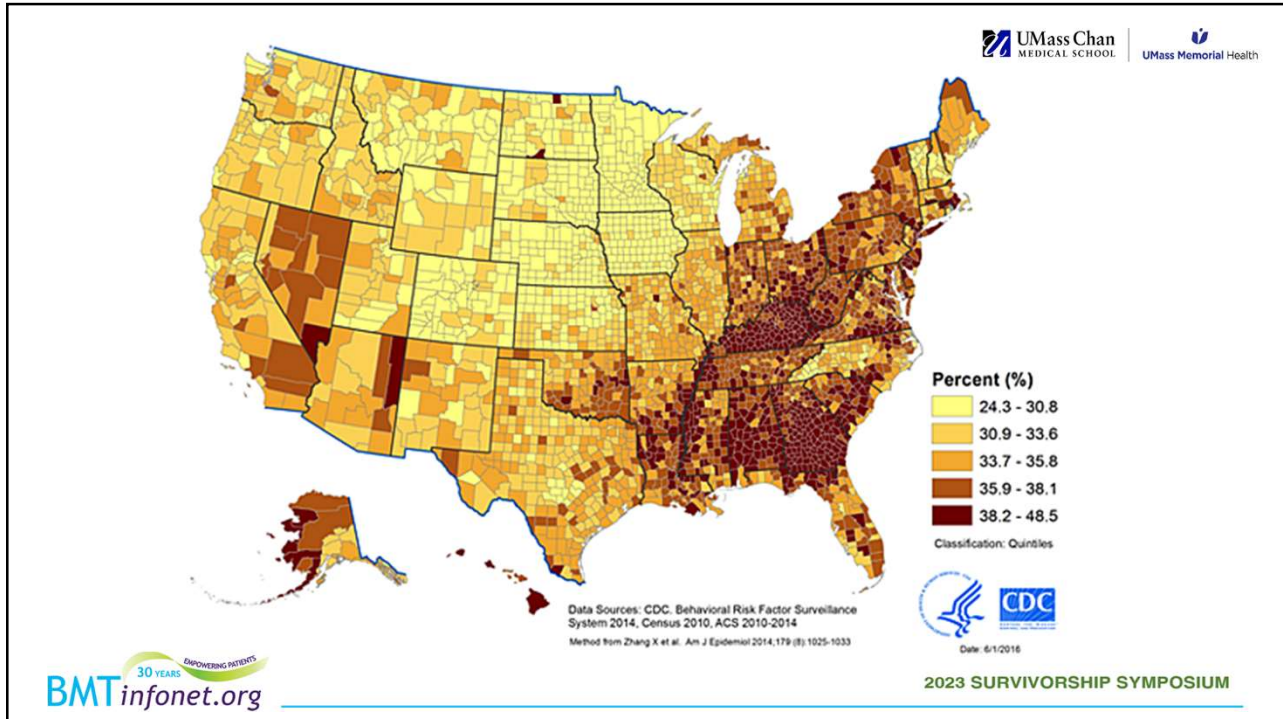 UMass Chan
MEDICAL SCHOOL
UMass Memorial Health
Percent (%)
24.3 - 30.8
30.9 - 33.6
33.7 - 35.8
35.9 - 38.1
38.2 - 48.5
Classification: Quintiles
Data Sources: CDC. Behavioral Risk Factor Surveillance
System 2014, Census 2010, ACS 2010-2014
Method from Zhang X et al. Am J Epidemiol 2014;179 (8):1025-1033
CDC
Date: 6/1/2016
30 YEARS
EMPOWERING PATIENTS
BMTinfonet.org
2023 SURVIVORSHIP SYMPOSIUM